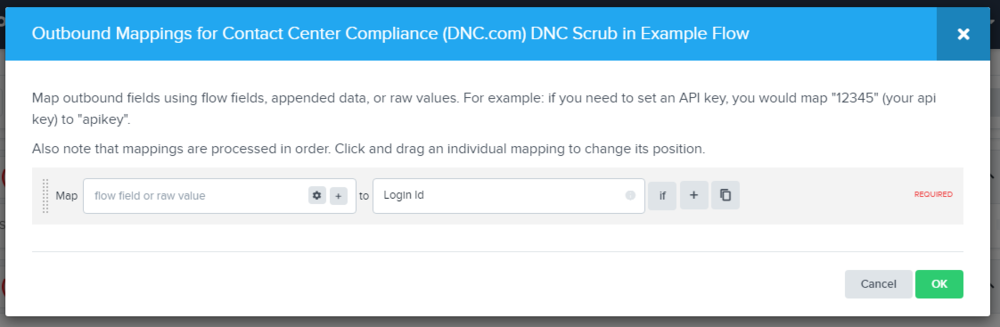 Outbound Mappings for Contact Center Compliance (DNC.com) DNC Scrub in Example Flow
Map outbound fields using flow fields, appended data, or raw values. For example: if you need to set an API key, you would map "12345" (your api
key) to "apikey".
Also note that mappings are processed in order. Click and drag an individual mapping to change its position.
Map flow field or raw value + to Login Id if + REQUIRED
Cancel OK